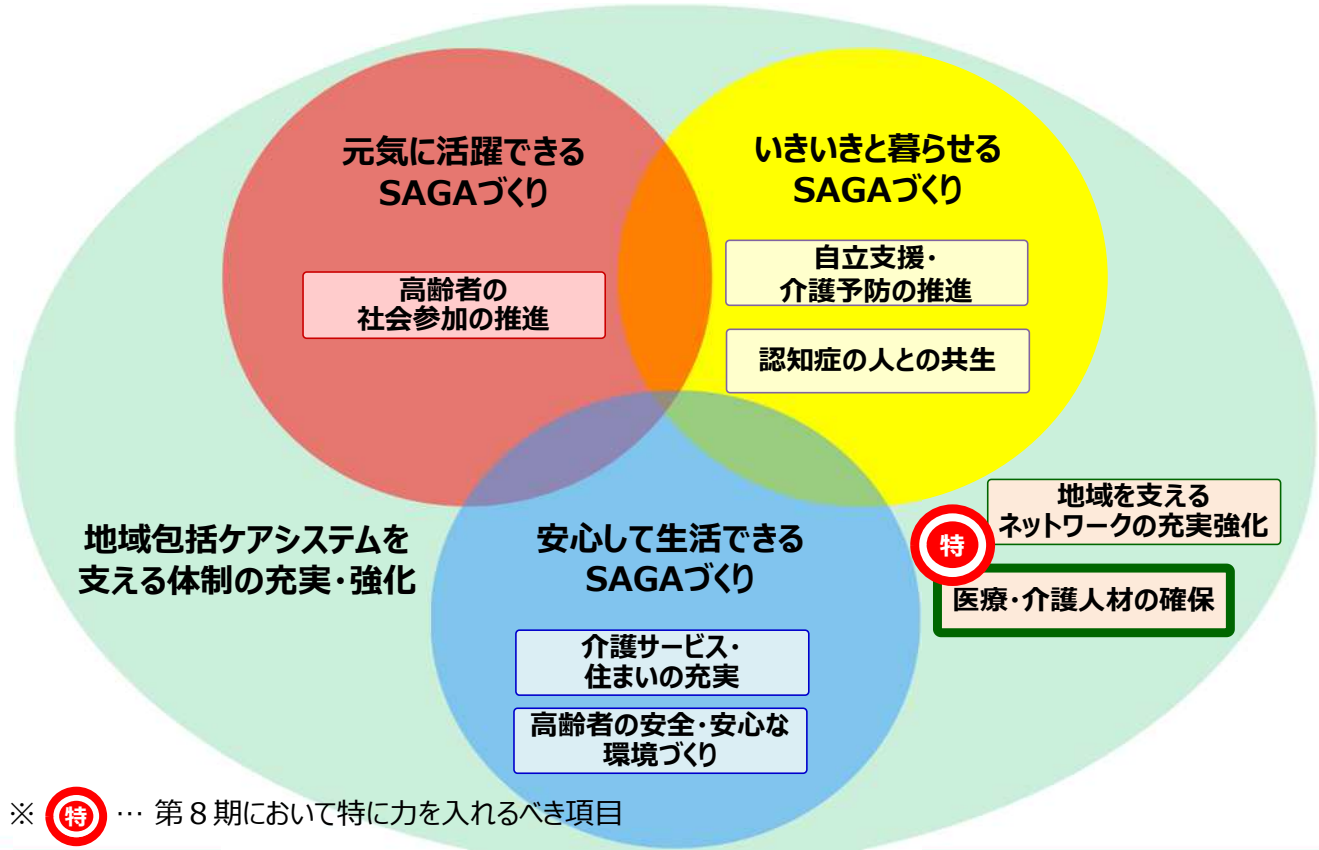 元気に活躍できる
SAGAづくり
高齢者の
社会参加の推進
いきいきと暮らせる
SAGAづくり
自立支援・
介護予防の推進
認知症の人との共生
地域包括ケアシステムを
支える体制の充実・強化
安心して生活できる
SAGAづくり
介護サービス・
住まいの充実
高齢者の安全・安心な
環境づくり
地域を支える
ネットワークの充実強化
特
医療・介護人材の確保
※ 特 … 第８期において特に力を入れるべき項目